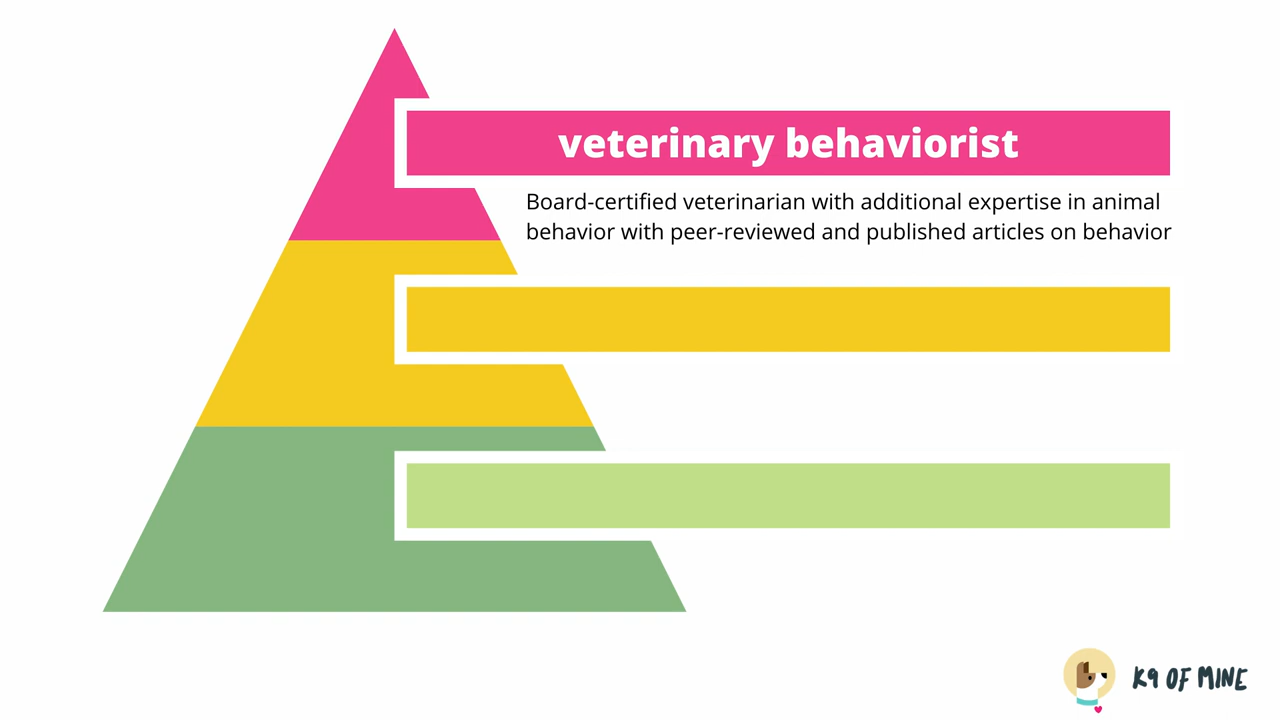 veterinary behaviorist
Board-certified veterinarian with additional expertise in animal
behavior with peer-reviewed and published articles on behavior
K9 OF MINE